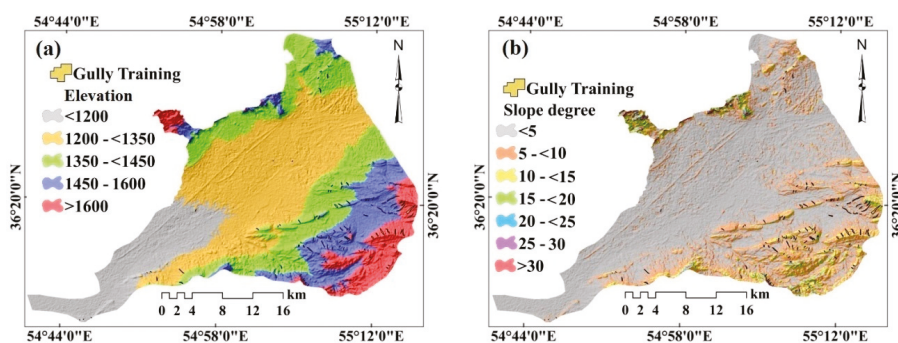 54°44'0"E 54°58'0"E 55°12'0"E
(a)
N
Gully Training
Elevation
<1200
1200 - <1350
1350 - <1450
1450 - 1600
>1600
36°20'0"N
36°20'0"N
km
0 2 4 8 12 16
54°44'0"E 54°58'0"E 55°12'0"E
54°44'0"E 54°58'0"E 55°12'0"E
(b)
N
Gully Training
Slope degree
<5
5 - <10
10 - <15
15 - <20
20 - <25
25 - 30
>30
36°20'0"N
36°20'0"N
km
0 2 4 8 12 16
54°44'0"E 54°58'0"E 55°12'0"E